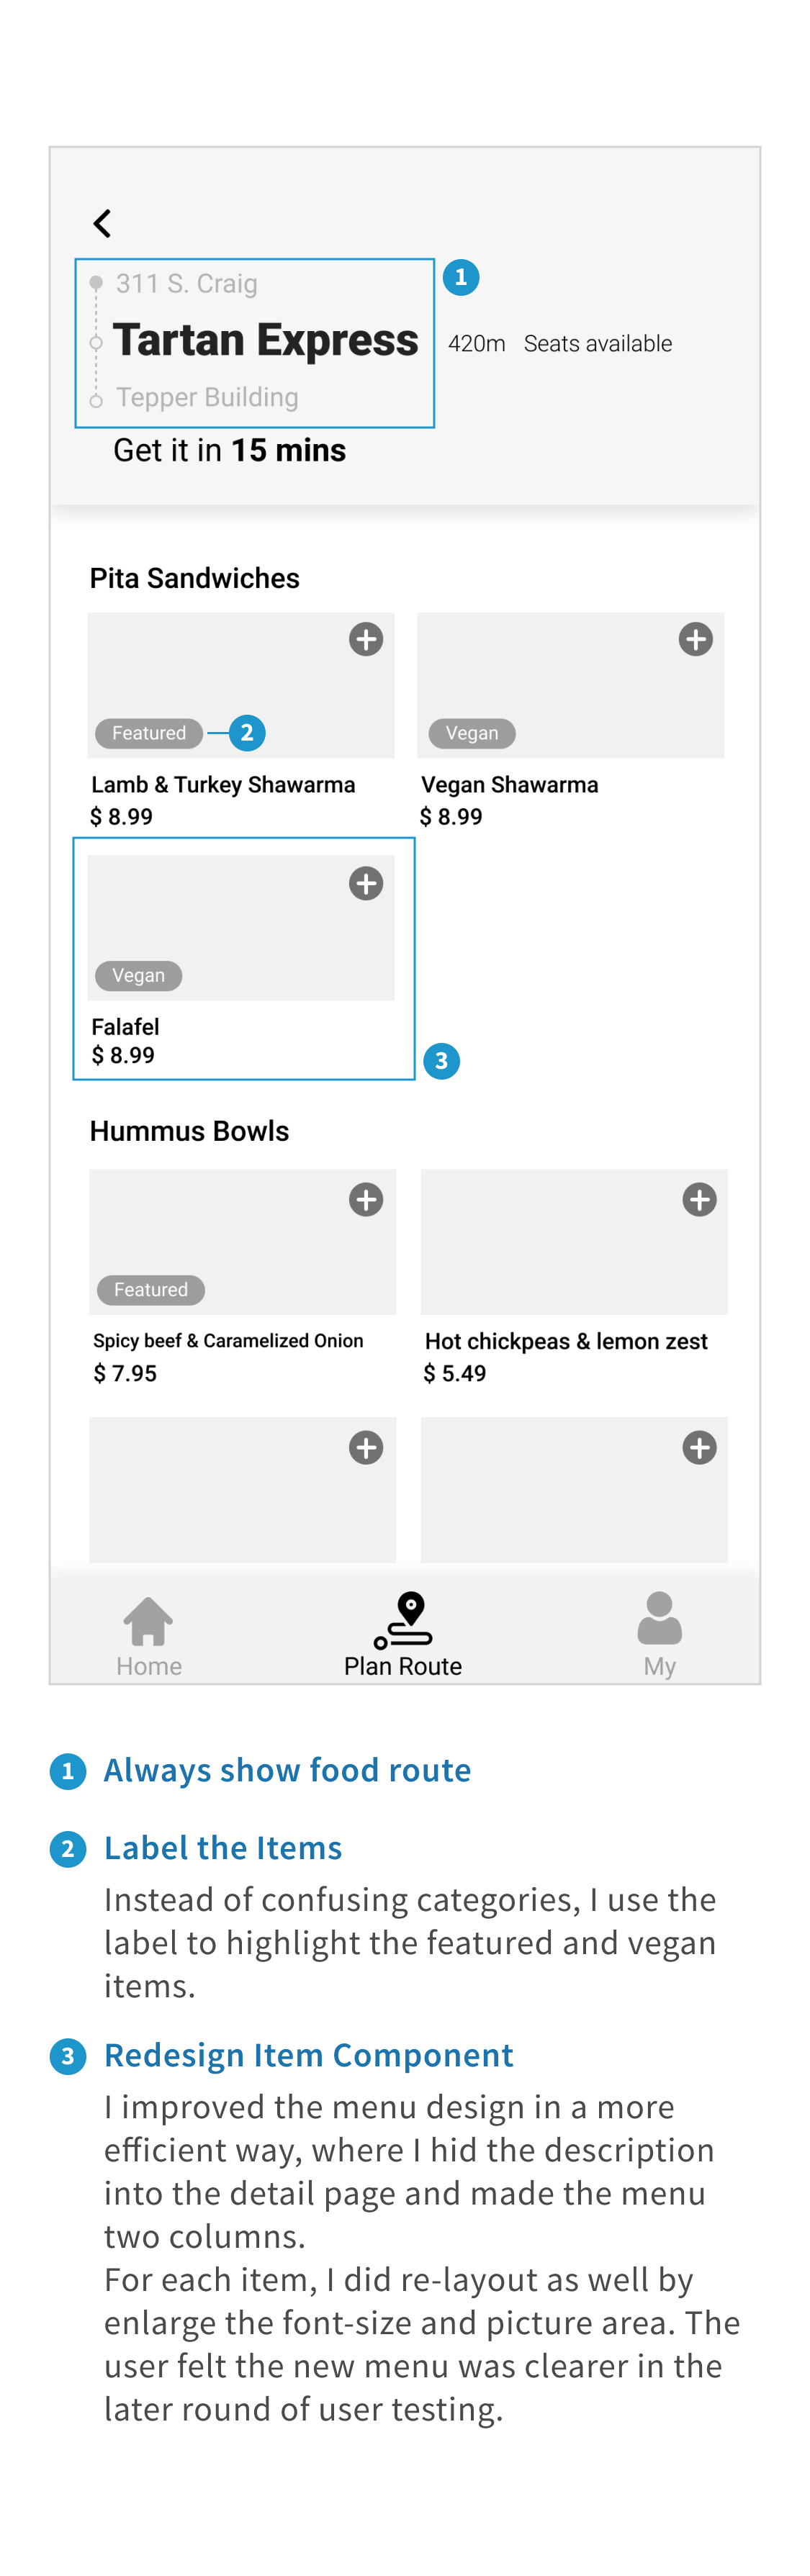 311 S. Craig
1
Tartan Express
420m Seats available
Tepper Building
Get it in 15 mins
Pita Sandwiches
Featured
2
Vegan
Lamb & Turkey Shawarma
Vegan Shawarma
$ 8.99
$ 8.99
Vegan
Falafel
$ 8.99
3
Hummus Bowls
Featured
Spicy beef & Caramelized Onion
Hot chickpeas & lemon zest
$ 7.95
$ 5.49
Home
Plan Route
My
1 Always show food route
2 Label the Items
Instead of confusing categories, I use the
label to highlight the featured and vegan
items.
3 Redesign Item Component
I improved the menu design in a more
efficient way, where I hid the description
into the detail page and made the menu
two columns.
For each item, I did re-layout as well by
enlarge the font-size and picture area. The
user felt the new menu was clearer in the
later round of user testing.